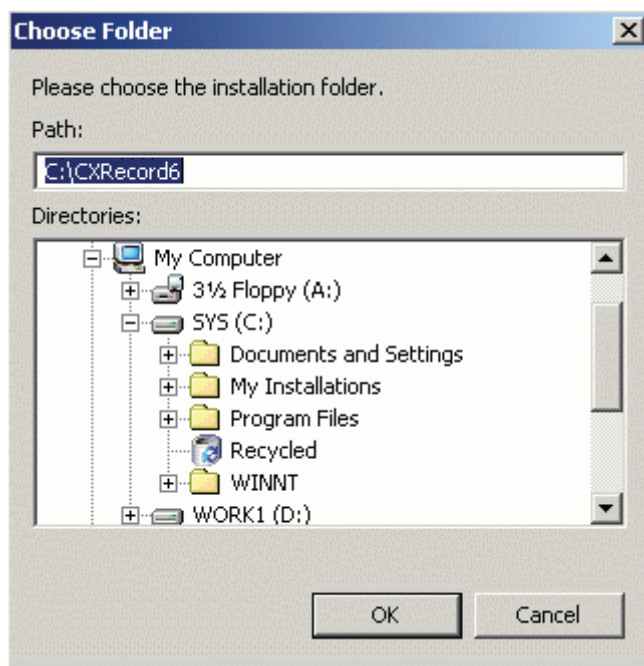 Choose Folder
Please choose the installation folder.
Path:
C:\CXRecord6
Directories:
My Computer
3½ Floppy (A:)
SYS (C:)
Documents and Settings
My Installations
Program Files
Recycled
WINNT
WORK1 (D:)
OK Cancel